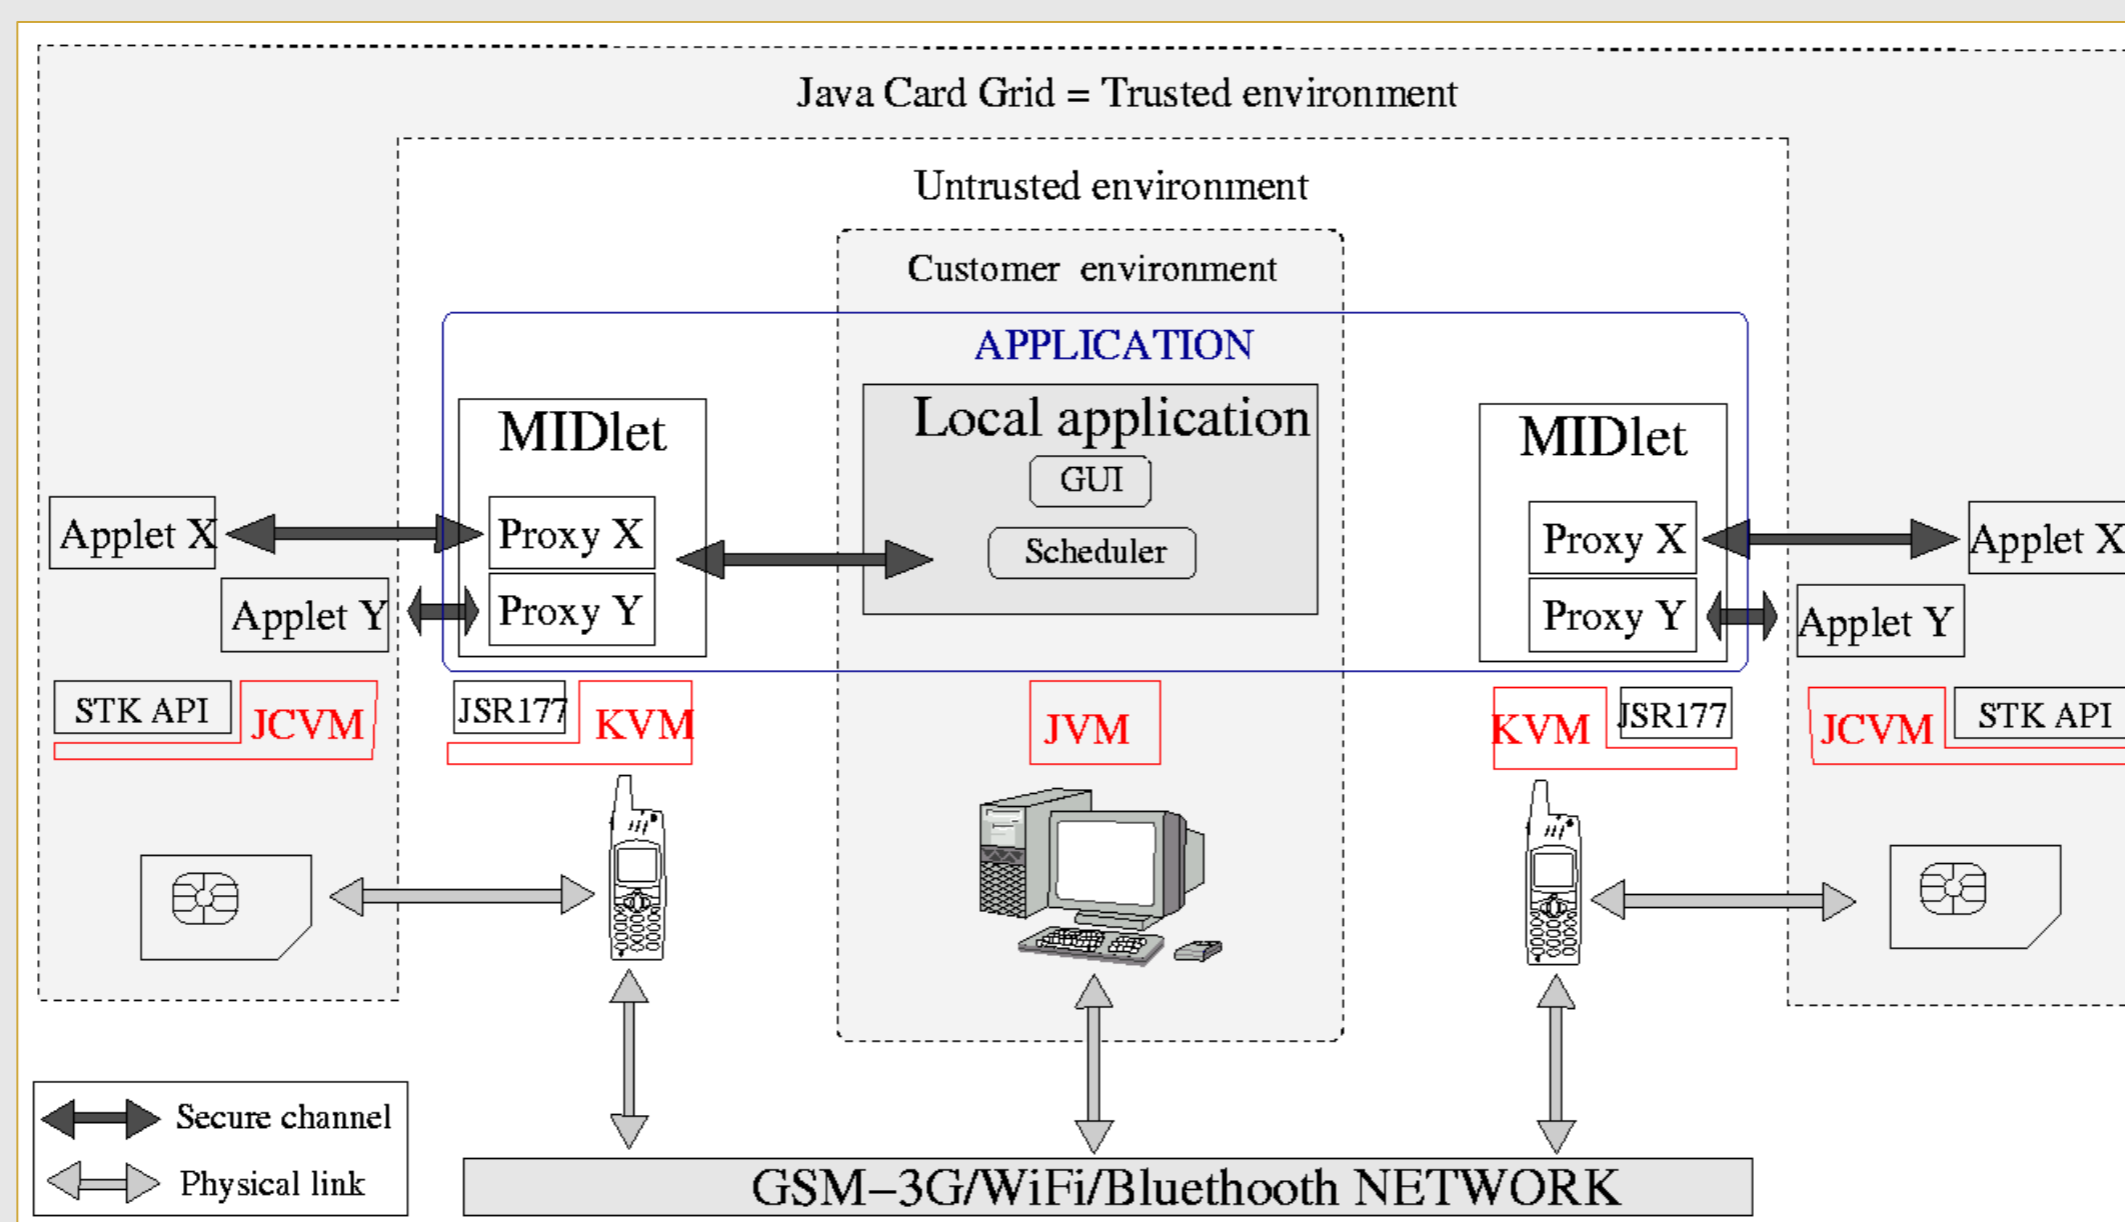 Java Card Grid = Trusted environment
Untrusted environment
Customer environment
APPLICATION
MIDlet
Local application
MIDlet
GUI
Applet X
Proxy X
Scheduler
Proxy X
Applet X
Applet Y
Proxy Y
Proxy Y
Applet Y
STK API
JCVM
JSR177
KVM
JVM
KVM
JSR177
JCVM
STK API
Secure channel
Physical link
GSM–3G/WiFi/Bluethooth NETWORK